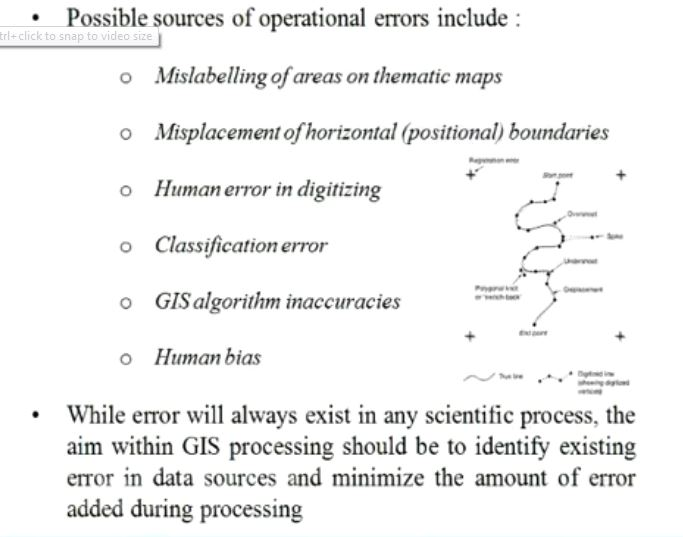 • Possible sources of operational errors include :
trl+click to snap to video size
o Mislabelling of areas on thematic maps
o Misplacement of horizontal (positional) boundaries
Registration error
o Human error in digitizing
Start point
Overshoot
Spike
o Classification error
Undershoot
Polygonal knot
or 'switch back'
Displacement
o GIS algorithm inaccuracies
End point
o Human bias
True line
Digitized line
showing digitized
vertices
• While error will always exist in any scientific process, the
aim within GIS processing should be to identify existing
error in data sources and minimize the amount of error
added during processing